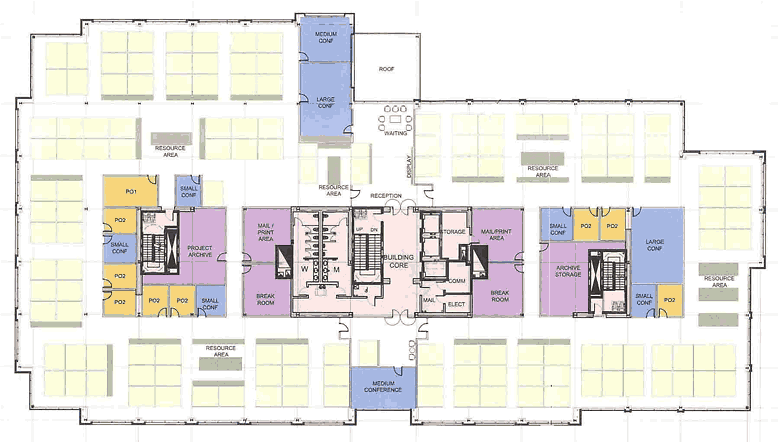 MEDIUM
CONF
ROOF
LARGE
CONF
WAITING
RESOURCE
AREA
DISPLAY
RESOURCE
AREA
RESOURCE
AREA
RECEPTION
PO1
SMALL
CONF
PO2
SMALL
CONF
PO2
PO2
PO2
PO2
SMALL
CONF
PROJECT
ARCHIVE
MAIL /
PRINT
AREA
BREAK
ROOM
W
M
UP
DN
BUILDING
CORE
STORAGE
COMM
MAIL
ELECT
MAIL/PRINT
AREA
BREAK
ROOM
SMALL
CONF
PO2
PO2
ARCHIVE
STORAGE
LARGE
CONF
SMALL
CONF
PO2
RESOURCE
AREA
RESOURCE
AREA
MEDIUM
CONFERENCE